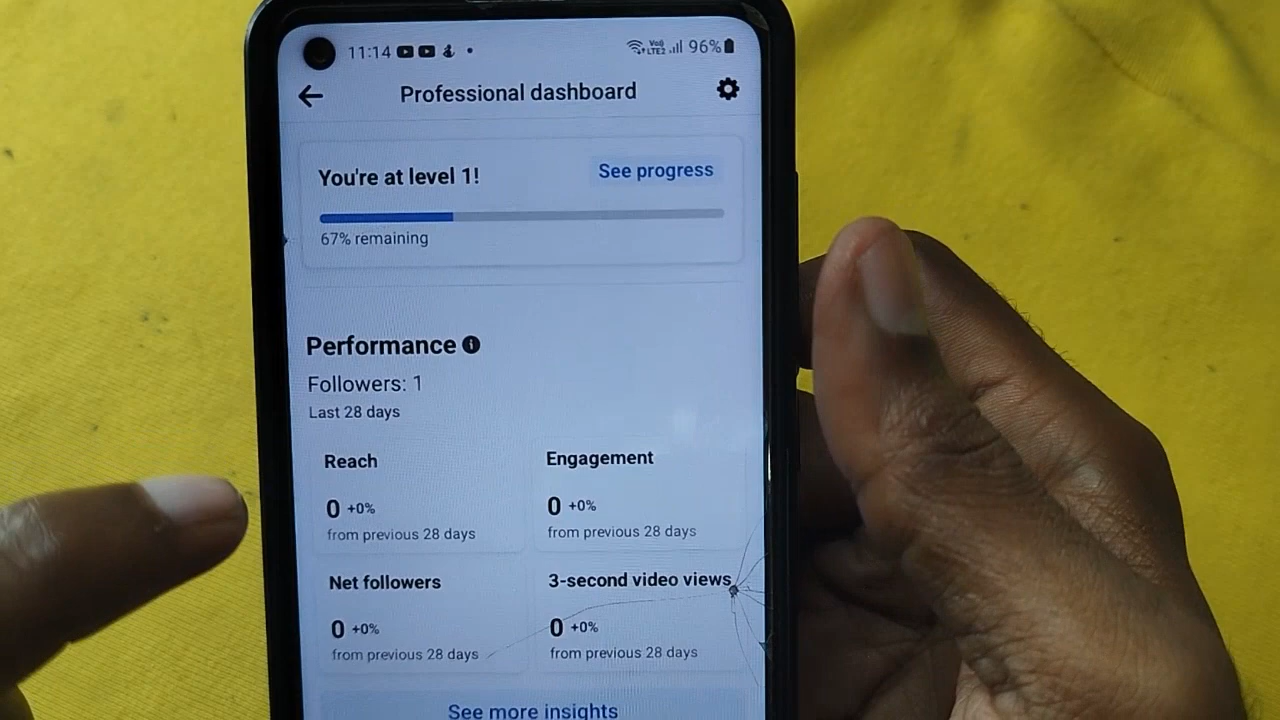 11:14 96%
Professional dashboard
You're at level 1! See progress
67% remaining
Performance
Followers: 1
Last 28 days
Reach Engagement
0 +0% 0 +0%
from previous 28 days from previous 28 days
Net followers 3-second video views
0 +0% 0 +0%
from previous 28 days from previous 28 days
See more insights